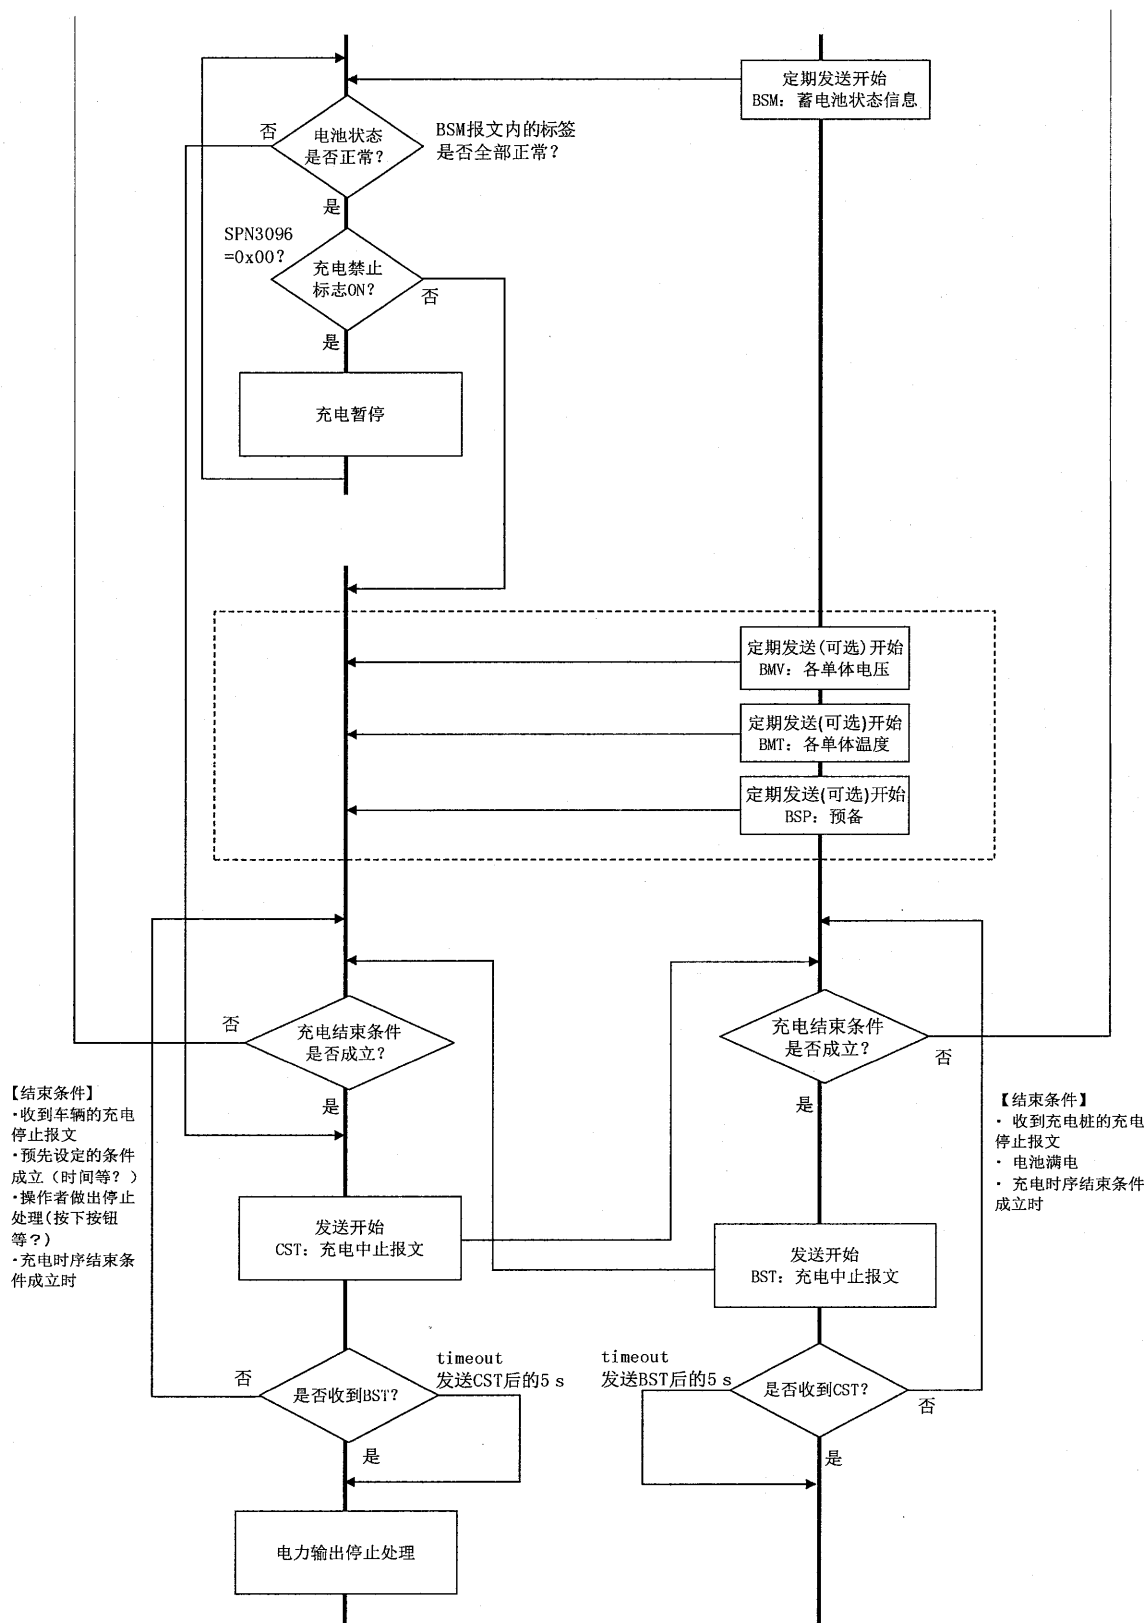 定期发送开始
BSM：蓄电池状态信息
否
电池状态
是否正常？
BSM报文内的标签
是否全部正常？
是
SPN3096
=0x00?
充电禁止
标志ON？
否
是
充电暂停
定期发送(可选)开始
BMV：各单体电压
定期发送(可选)开始
BMT：各单体温度
定期发送(可选)开始
BSP：预备
否
充电结束条件
是否成立？
充电结束条件
是否成立？
否
【结束条件】
·收到车辆的充电
停止报文
·预先设定的条件
成立（时间等？）
·操作者做出停止
处理(按下按钮
等？)
·充电时序结束条
件成立时
是
是
【结束条件】
· 收到充电桩的充电
停止报文
· 电池满电
· 充电时序结束条件
成立时
发送开始
CST：充电中止报文
发送开始
BST：充电中止报文
否
是否收到BST？
timeout
发送CST后的5 s
timeout
发送BST后的5 s
是否收到CST？
否
是
是
电力输出停止处理